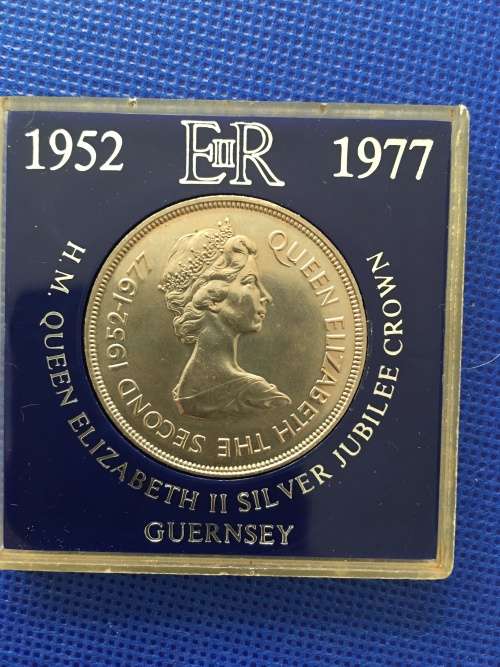 1952 EIIR 1977
QUEEN ELIZABETH THE SECOND 1952-1977
H.M. QUEEN ELIZABETH II SILVER JUBILEE CROWN
GUERNSEY